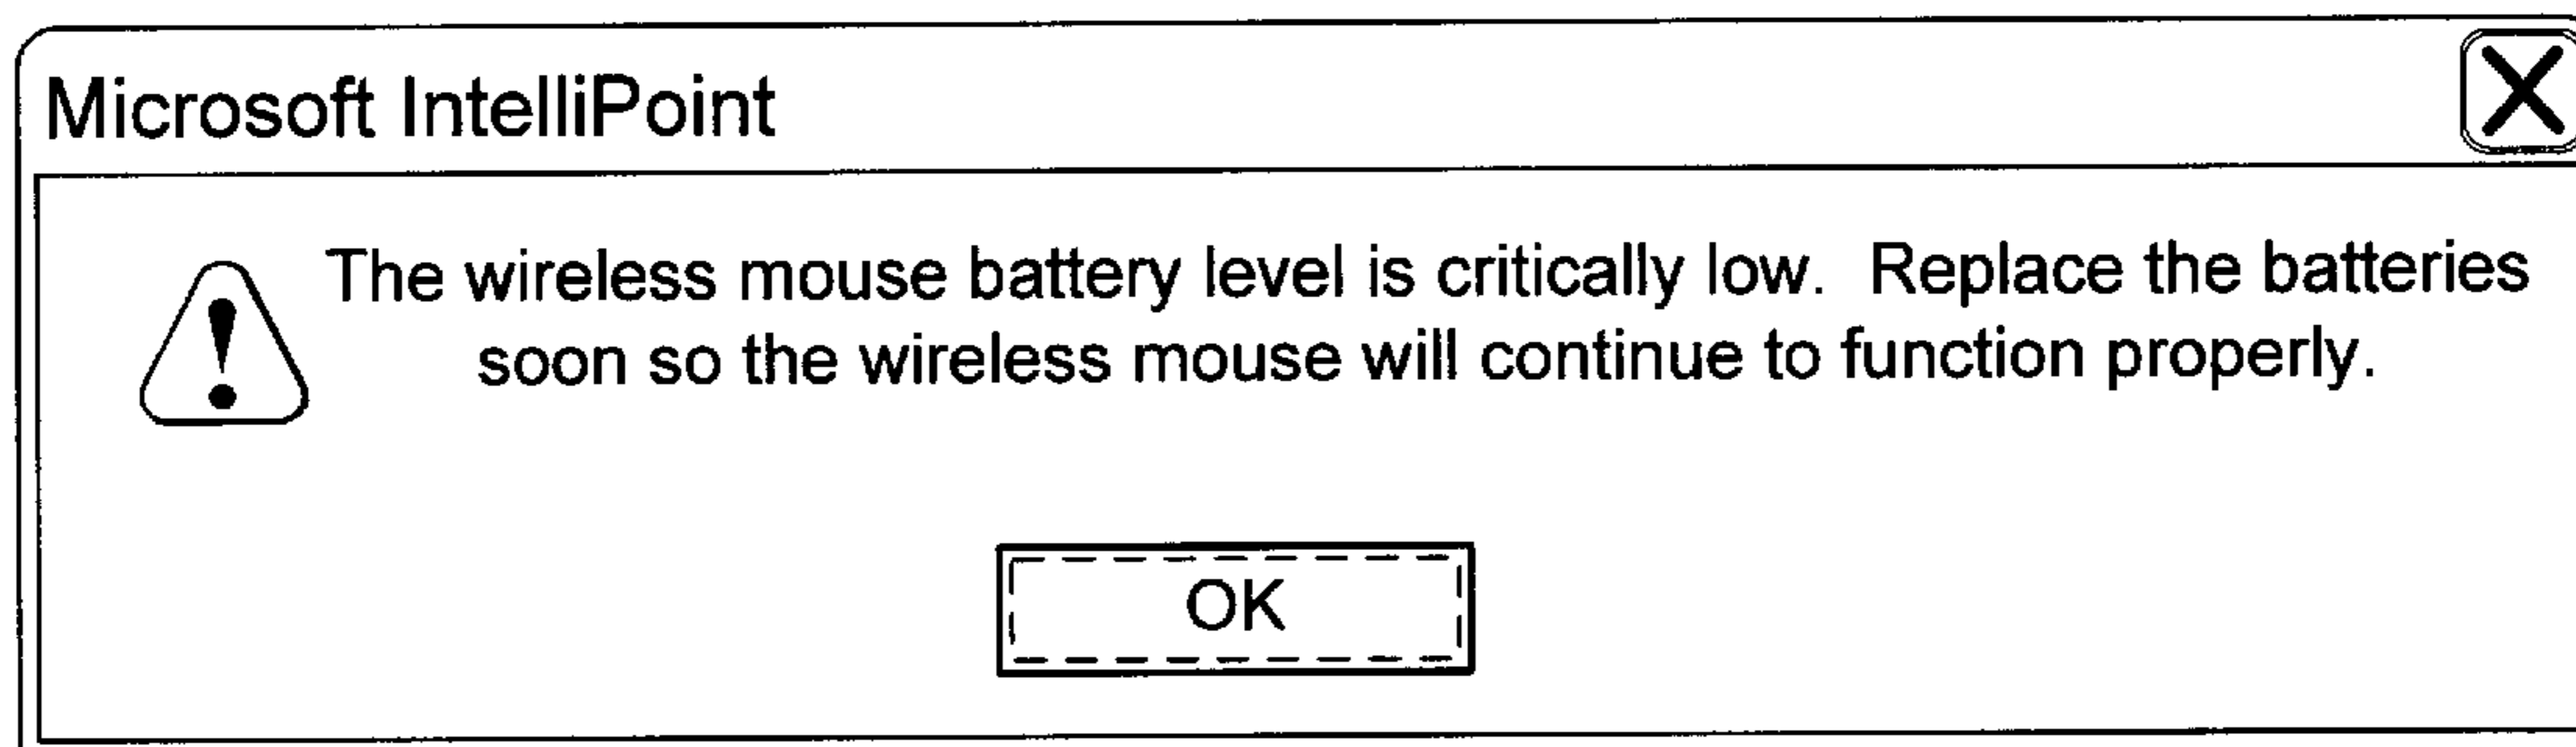 Microsoft IntelliPoint
The wireless mouse battery level is critically low.  Replace the batteries
soon so the wireless mouse will continue to function properly.
OK